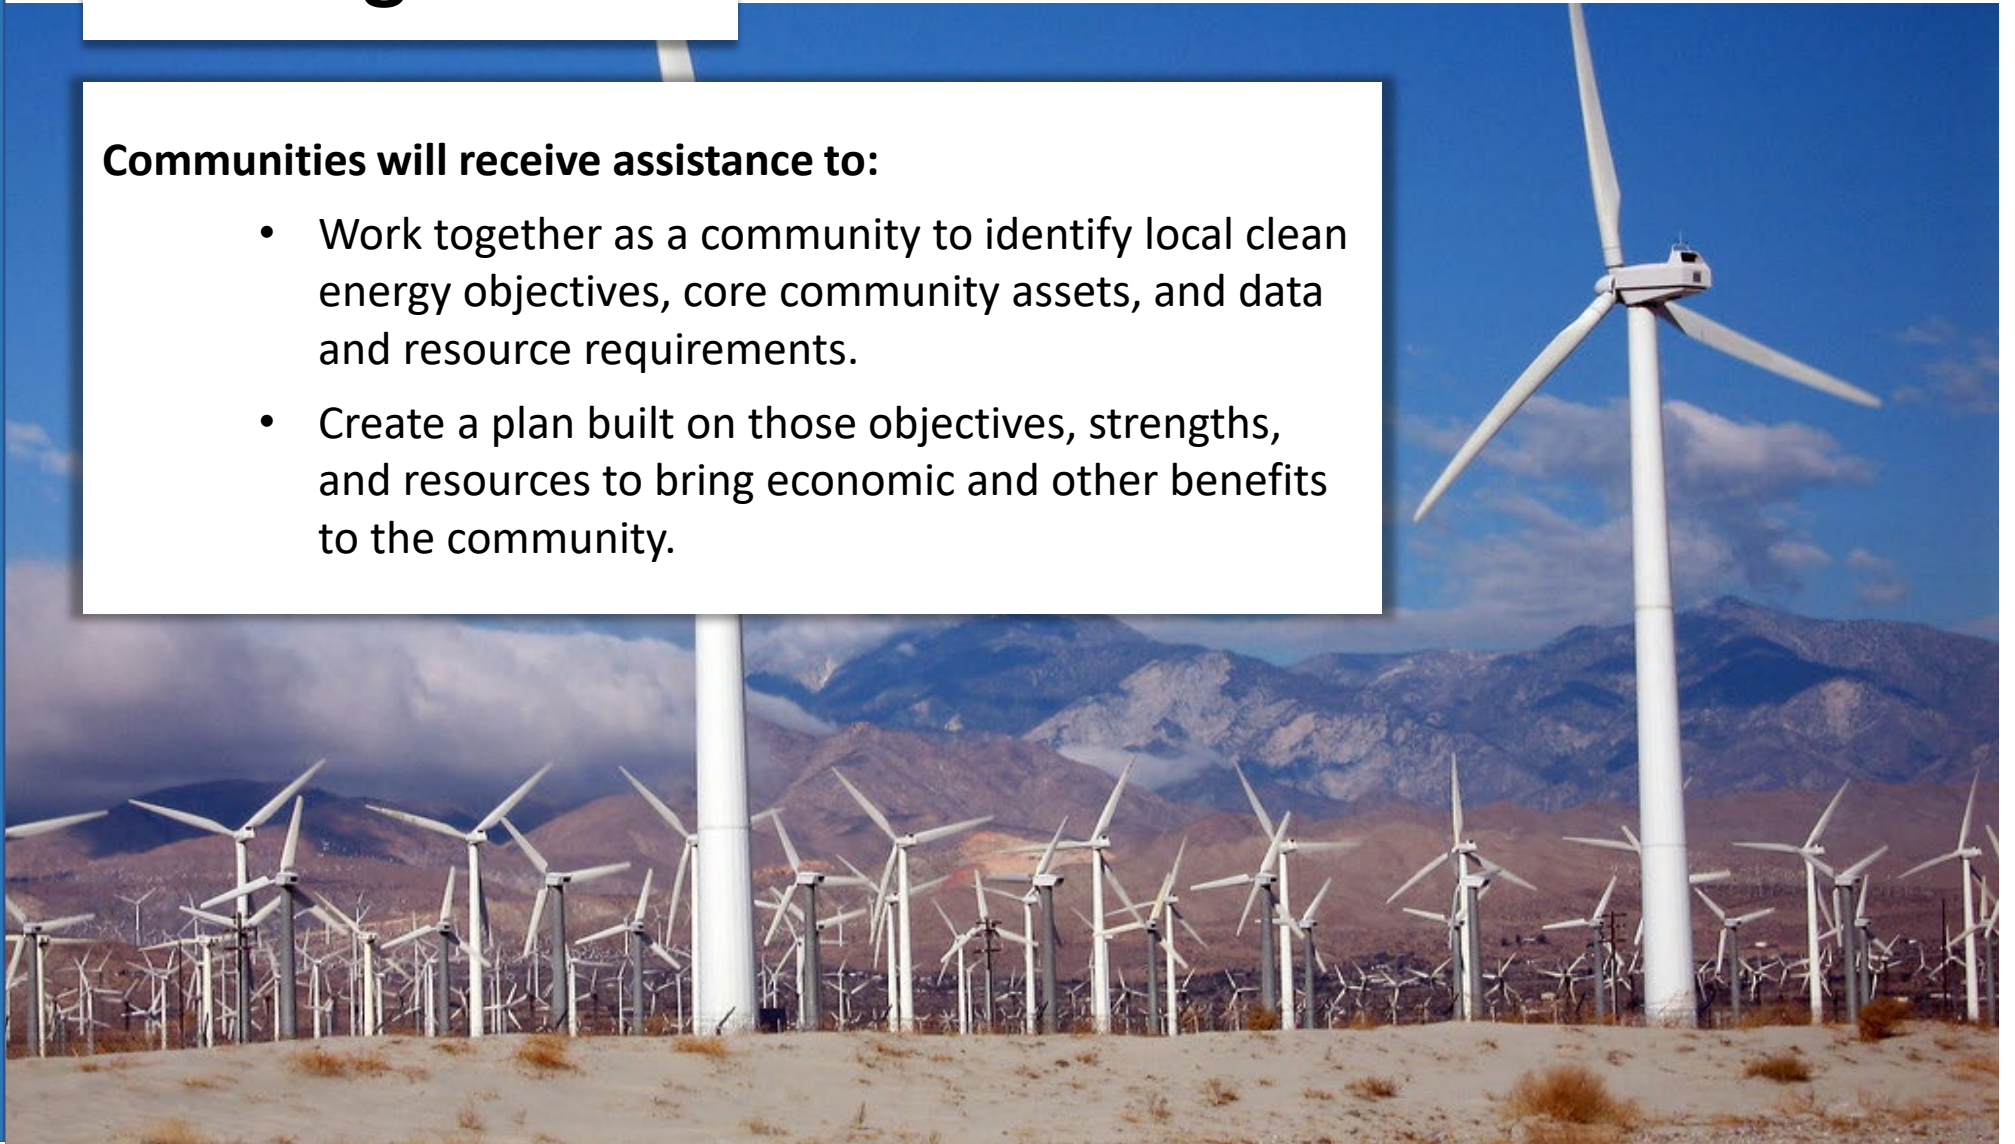 Communities will receive assistance to:
• Work together as a community to identify local clean
energy objectives, core community assets, and data
and resource requirements.
• Create a plan built on those objectives, strengths,
and resources to bring economic and other benefits
to the community.